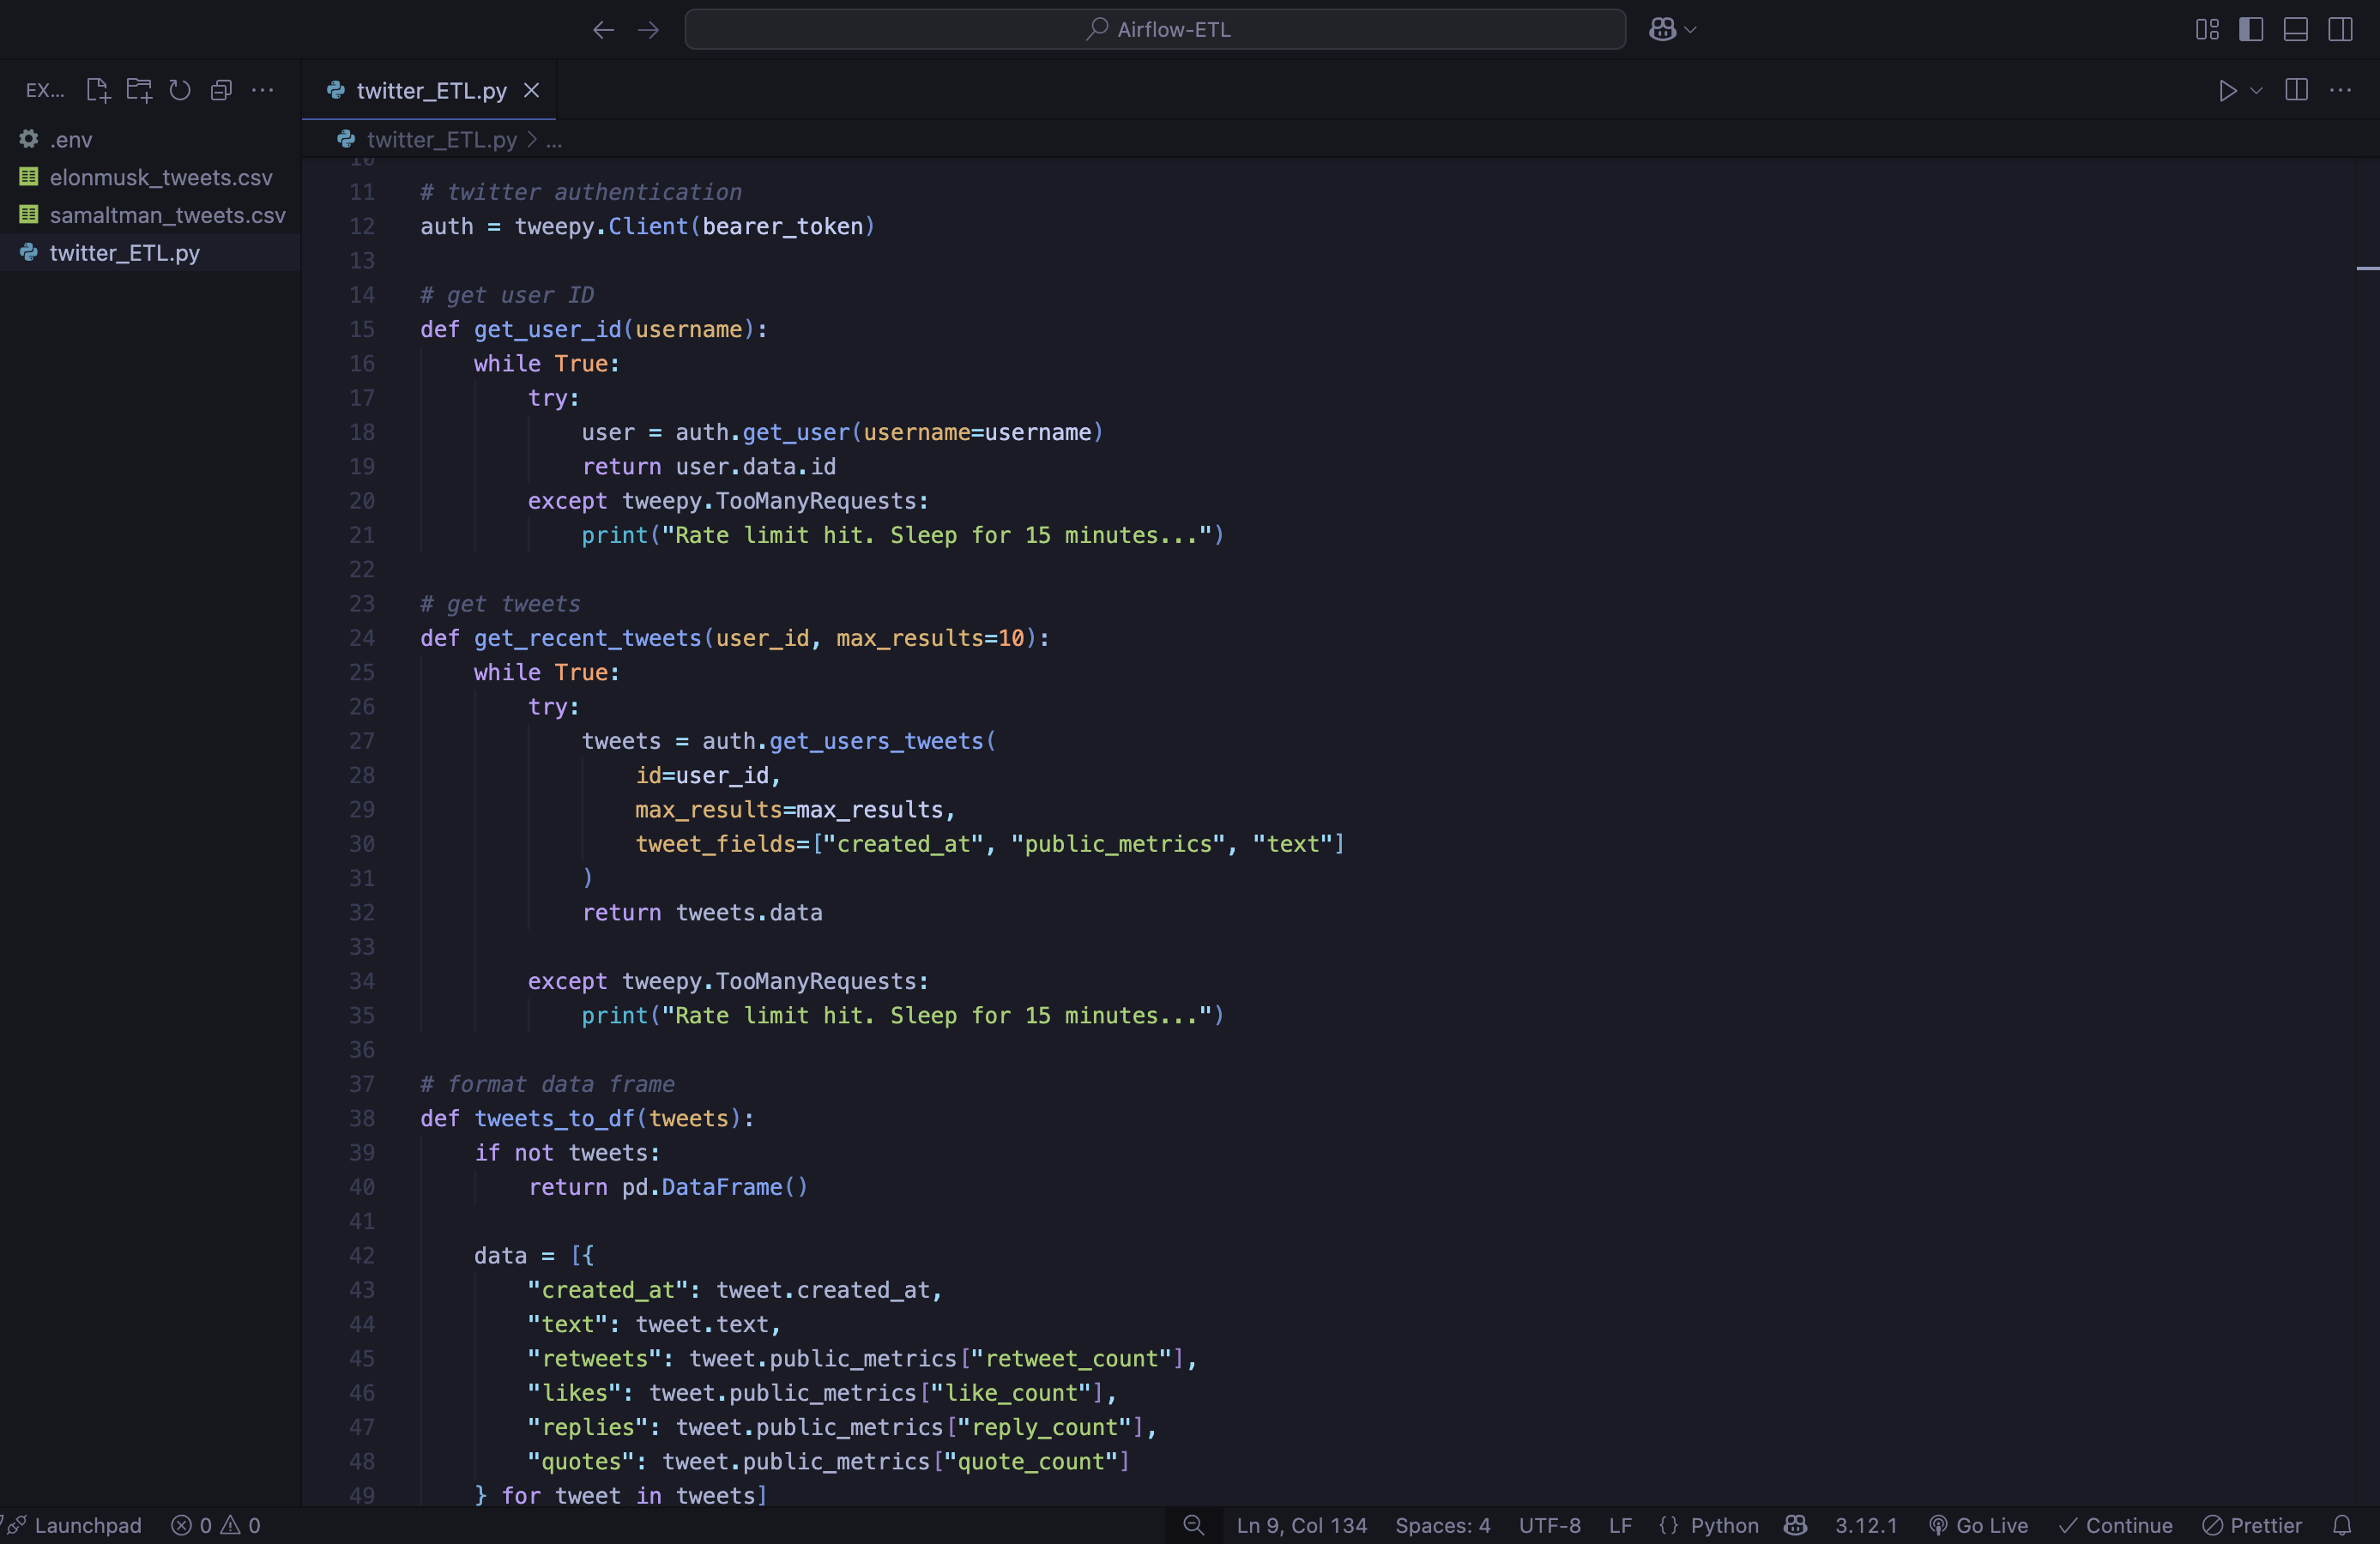 Airflow-ETL
EX...
twitter_ETL.py
.env
elonmusk_tweets.csv
samaltman_tweets.csv
twitter_ETL.py
twitter_ETL.py > ...
10
11 # twitter authentication
12 auth = tweepy.Client(bearer_token)
13
14 # get user ID
15 def get_user_id(username):
16     while True:
17         try:
18             user = auth.get_user(username=username)
19             return user.data.id
20         except tweepy.TooManyRequests:
21             print("Rate limit hit. Sleep for 15 minutes...")
22
23 # get tweets
24 def get_recent_tweets(user_id, max_results=10):
25     while True:
26         try:
27             tweets = auth.get_users_tweets(
28                 id=user_id,
29                 max_results=max_results,
30                 tweet_fields=["created_at", "public_metrics", "text"]
31             )
32             return tweets.data
33
34         except tweepy.TooManyRequests:
35             print("Rate limit hit. Sleep for 15 minutes...")
36
37 # format data frame
38 def tweets_to_df(tweets):
39     if not tweets:
40         return pd.DataFrame()
41
42     data = [{
43         "created_at": tweet.created_at,
44         "text": tweet.text,
45         "retweets": tweet.public_metrics["retweet_count"],
46         "likes": tweet.public_metrics["like_count"],
47         "replies": tweet.public_metrics["reply_count"],
48         "quotes": tweet.public_metrics["quote_count"]
49     } for tweet in tweets]
Launchpad 0 0 Ln 9, Col 134 Spaces: 4 UTF-8 LF {} Python 3.12.1 Go Live Continue Prettier